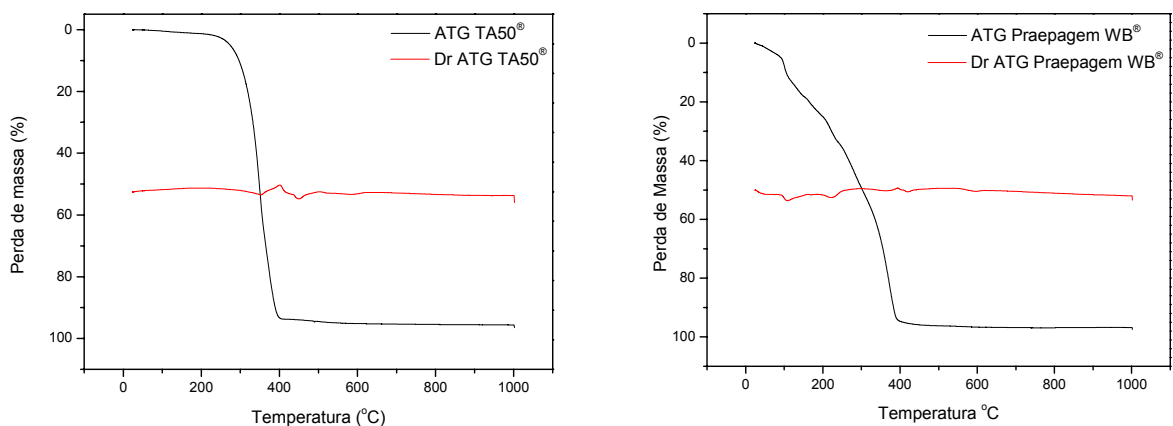 ATG TA50®
Dr ATG TA50®
Perda de massa (%)
0
20
40
60
80
100
0 200 400 600 800 1000
Temperatura (°C)
ATG Praepagem WB®
Dr ATG Praepagem WB®
Perda de Massa (%)
0
20
40
60
80
100
0 200 400 600 800 1000
Temperatura °C